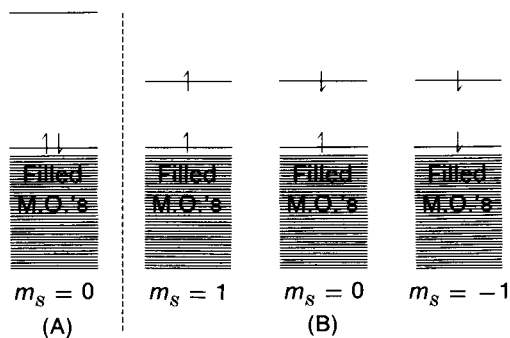 Filled Filled Filled Filled
M.O.'s M.O.'s M.O.'s M.O.'s
m_s = 0 m_s = 1 m_s = 0 m_s = −1
(A) (B)